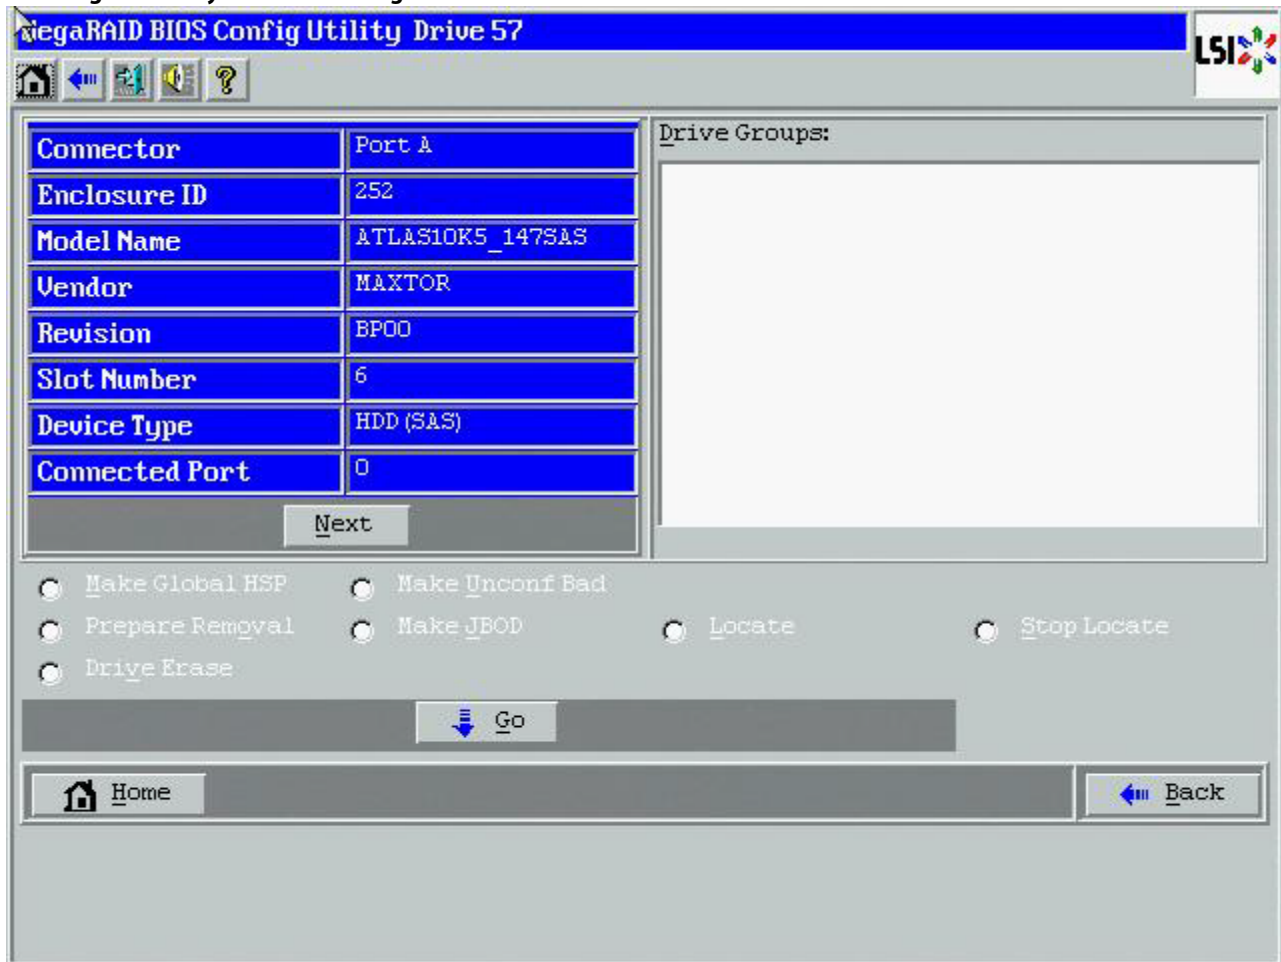 MegaRAID BIOS Config Utility Drive 57
LSI
Connector Port A
Enclosure ID 252
Model Name ATLAS10K5_147SAS
Vendor MAXTOR
Revision BP00
Slot Number 6
Device Type HDD (SAS)
Connected Port 0
Next
Drive Groups:
Make Global HSP Make Unconf Bad
Prepare Removal Make JBOD Locate Stop Locate
Drive Erase
Go
Home Back